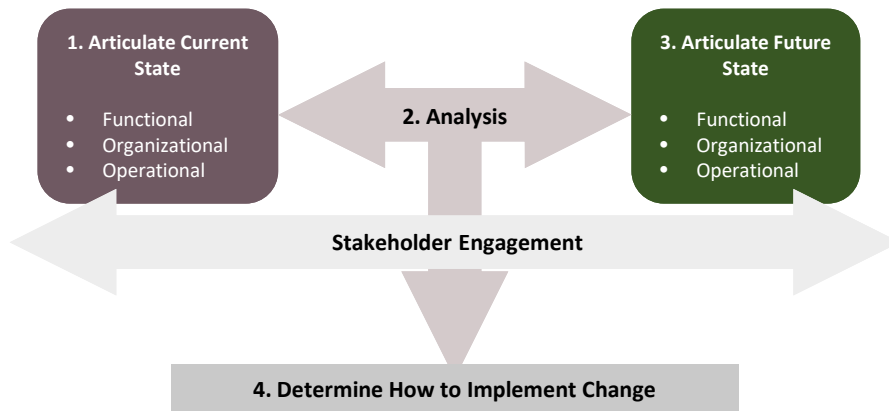 1. Articulate Current
State
• Functional
• Organizational
• Operational
2. Analysis
3. Articulate Future
State
• Functional
• Organizational
• Operational
Stakeholder Engagement
4. Determine How to Implement Change